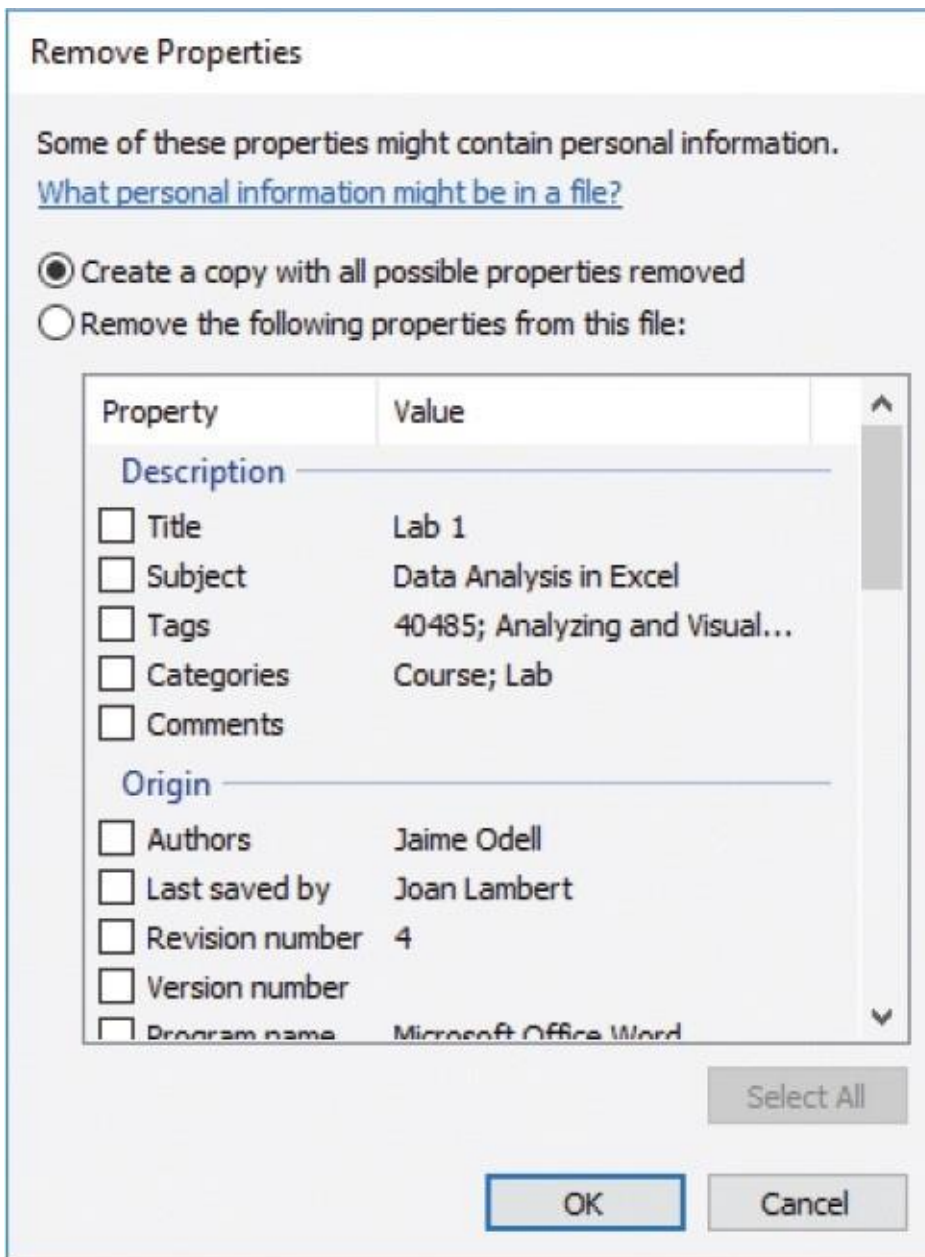 Remove Properties
Some of these properties might contain personal information.
What personal information might be in a file?
Create a copy with all possible properties removed
Remove the following properties from this file:
Property Value
Description
Title Lab 1
Subject Data Analysis in Excel
Tags 40485; Analyzing and Visual...
Categories Course; Lab
Comments
Origin
Authors Jaime Odell
Last saved by Joan Lambert
Revision number 4
Version number
Program name Microsoft Office Word
Select All
OK Cancel